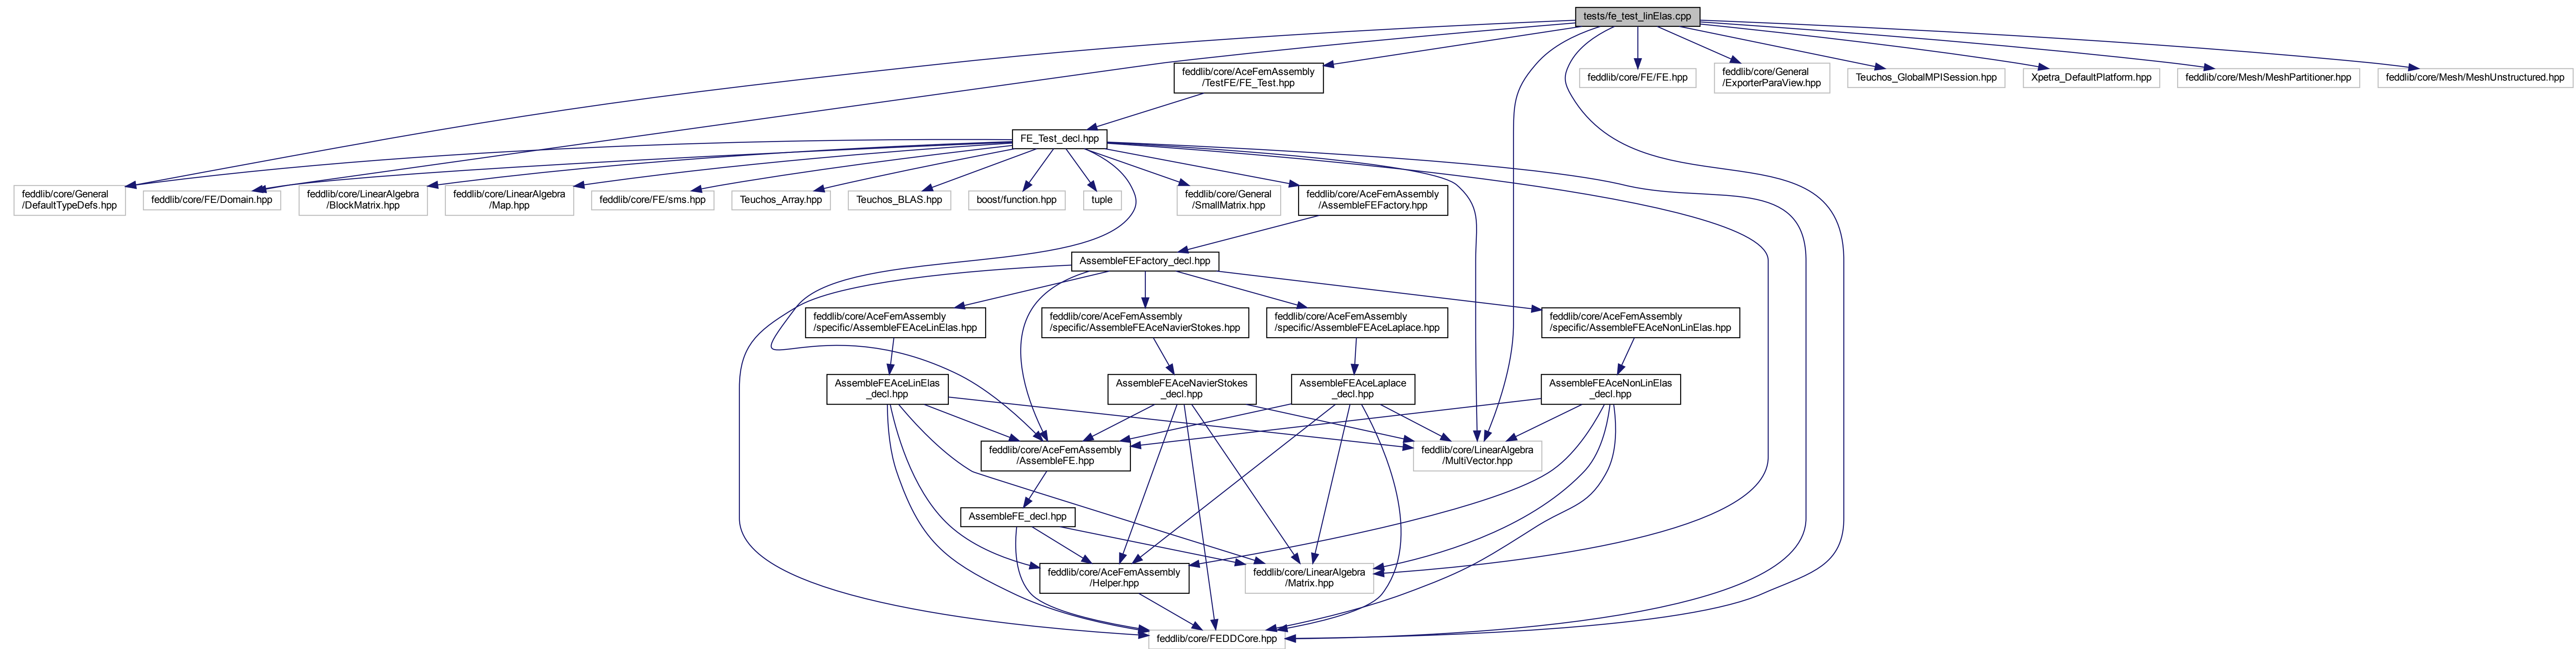 tests/fe_test_linElas.cpp
feddlib/core/AceFemAssembly
/TestFE/FE_Test.hpp
feddlib/core/FE/FE.hpp
feddlib/core/General
/ExporterParaView.hpp
Teuchos_GlobalMPISession.hpp
Xpetra_DefaultPlatform.hpp
feddlib/core/Mesh/MeshPartitioner.hpp
feddlib/core/Mesh/MeshUnstructured.hpp
FE_Test_decl.hpp
feddlib/core/General
/DefaultTypeDefs.hpp
feddlib/core/FE/Domain.hpp
feddlib/core/LinearAlgebra
/BlockMatrix.hpp
feddlib/core/LinearAlgebra
/Map.hpp
feddlib/core/FE/sms.hpp
Teuchos_Array.hpp
Teuchos_BLAS.hpp
boost/function.hpp
tuple
feddlib/core/General
/SmallMatrix.hpp
feddlib/core/AceFemAssembly
/AssembleFEFactory.hpp
AssembleFEFactory_decl.hpp
feddlib/core/AceFemAssembly
/specific/AssembleFEAceLinElas.hpp
feddlib/core/AceFemAssembly
/specific/AssembleFEAceNavierStokes.hpp
feddlib/core/AceFemAssembly
/specific/AssembleFEAceLaplace.hpp
feddlib/core/AceFemAssembly
/specific/AssembleFEAceNonLinElas.hpp
AssembleFEAceLinElas
_decl.hpp
AssembleFEAceNavierStokes
_decl.hpp
AssembleFEAceLaplace
_decl.hpp
AssembleFEAceNonLinElas
_decl.hpp
feddlib/core/AceFemAssembly
/AssembleFE.hpp
feddlib/core/LinearAlgebra
/MultiVector.hpp
AssembleFE_decl.hpp
feddlib/core/AceFemAssembly
/Helper.hpp
feddlib/core/LinearAlgebra
/Matrix.hpp
feddlib/core/FEDDCore.hpp